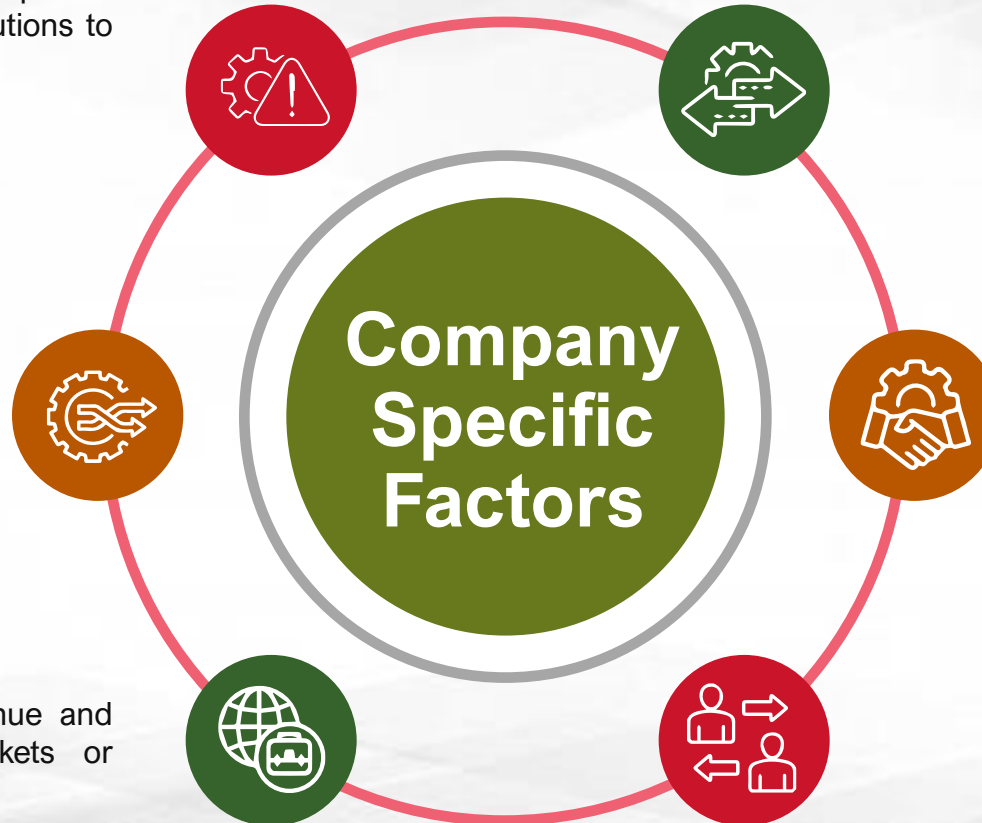 utions to
Company
Specific
Factors
nue and
kets or